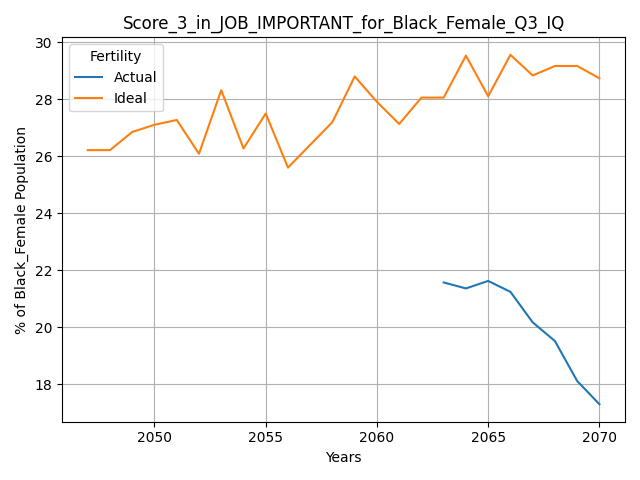 Score_3_in_JOB_IMPORTANT_for_Black_Female_Q3_IQ
Fertility
Actual
Ideal
% of Black_Female Population
30
28
26
24
22
20
18
2050 2055 2060 2065 2070
Years